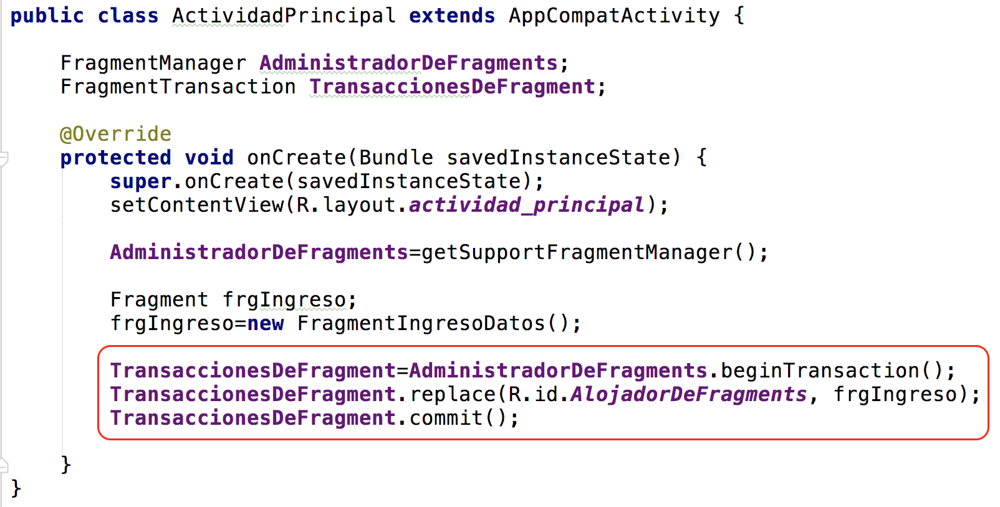 public class ActividadPrincipal extends AppCompatActivity {
FragmentManager AdministradorDeFragments;
FragmentTransaction TransaccionesDeFragment;
@Override
protected void onCreate(Bundle savedInstanceState) {
super.onCreate(savedInstanceState);
setContentView(R.layout.actividad_principal);
AdministradorDeFragments=getSupportFragmentManager();
Fragment frgIngreso;
frgIngreso=new FragmentIngresoDatos();
TransaccionesDeFragment=AdministradorDeFragments.beginTransaction();
TransaccionesDeFragment.replace(R.id.AlojadorDeFragments, frgIngreso);
TransaccionesDeFragment.commit();
}
}